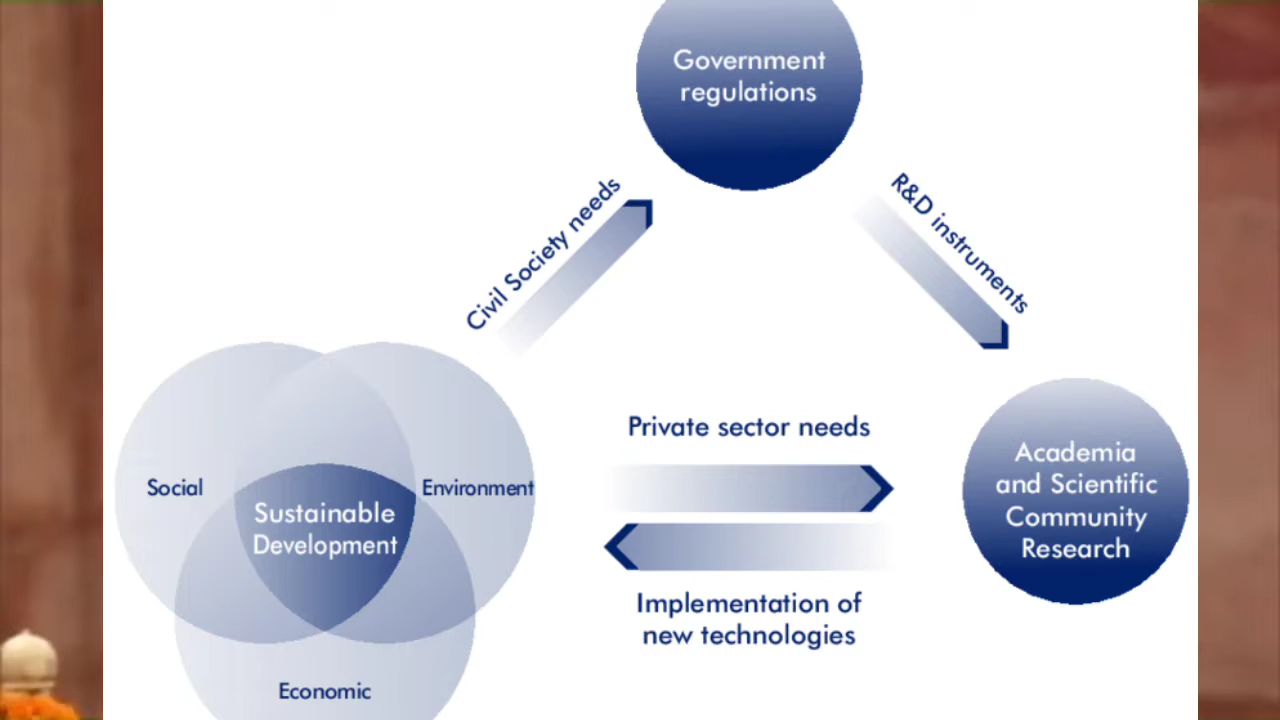 Government
regulations
Civil Society needs
R&D instruments
Private sector needs
Social
Environment
Sustainable
Development
Academia
and Scientific
Community
Research
Implementation of
new technologies
Economic